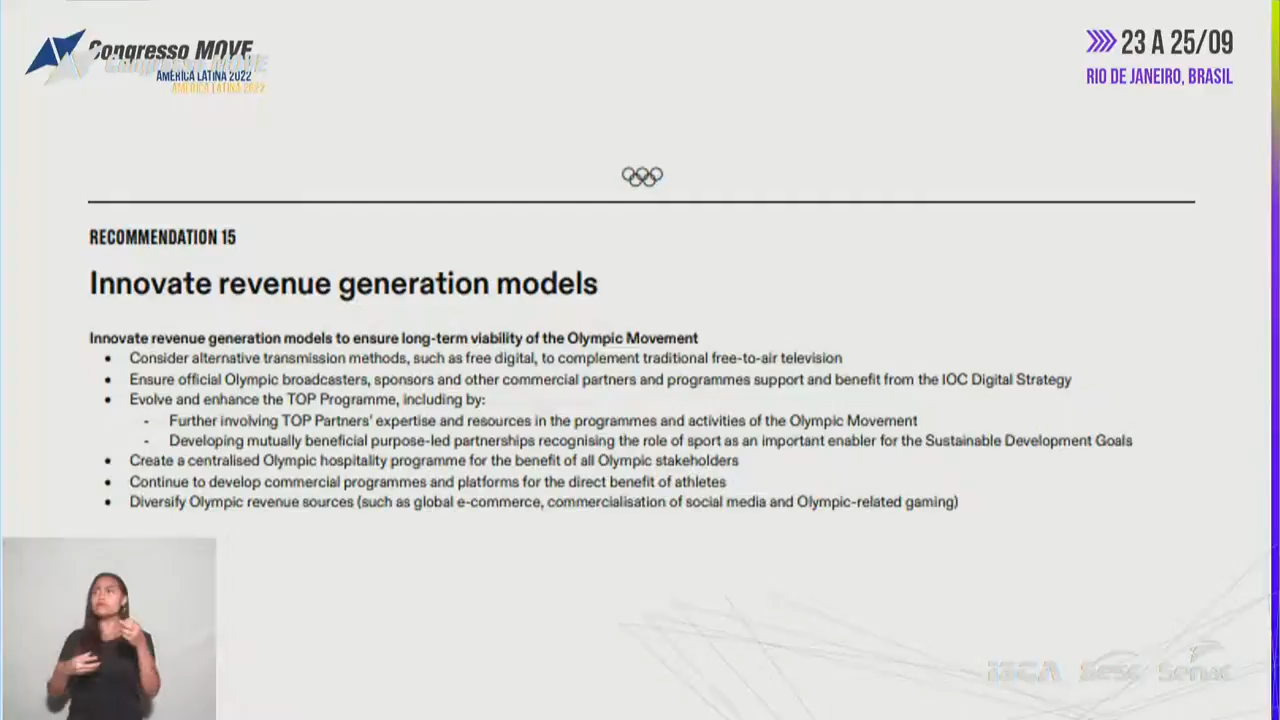 Congresso MOVE
AMÉRICA LATINA 2022
23 A 25/09
RIO DE JANEIRO, BRASIL
RECOMMENDATION 15
Innovate revenue generation models
Innovate revenue generation models to ensure long-term viability of the Olympic Movement
• Consider alternative transmission methods, such as free digital, to complement traditional free-to-air television
• Ensure official Olympic broadcasters, sponsors and other commercial partners and programmes support and benefit from the IOC Digital Strategy
• Evolve and enhance the TOP Programme, including by:
- Further involving TOP Partners' expertise and resources in the programmes and activities of the Olympic Movement
- Developing mutually beneficial purpose-led partnerships recognising the role of sport as an important enabler for the Sustainable Development Goals
• Create a centralised Olympic hospitality programme for the benefit of all Olympic stakeholders
• Continue to develop commercial programmes and platforms for the direct benefit of athletes
• Diversify Olympic revenue sources (such as global e-commerce, commercialisation of social media and Olympic-related gaming)
ISCA Sesc Senac